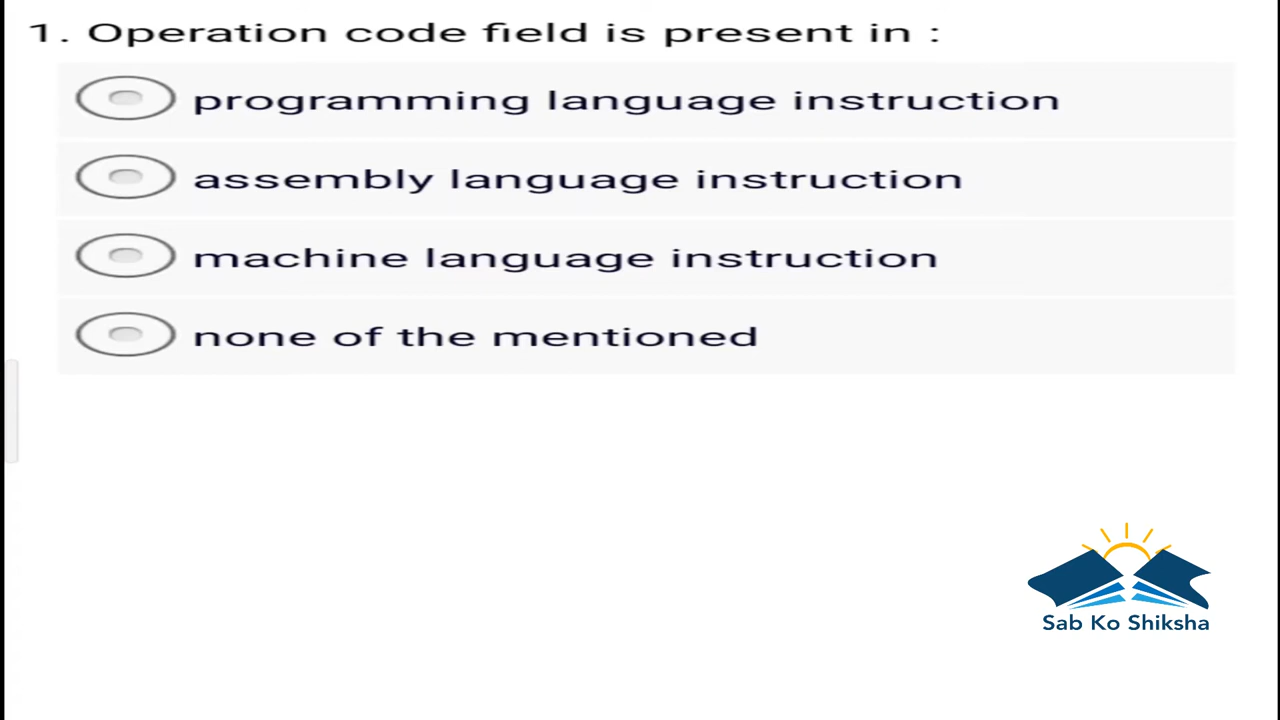 1. Operation code field is present in :
programming language instruction
assembly language instruction
machine language instruction
none of the mentioned
Sab Ko Shiksha